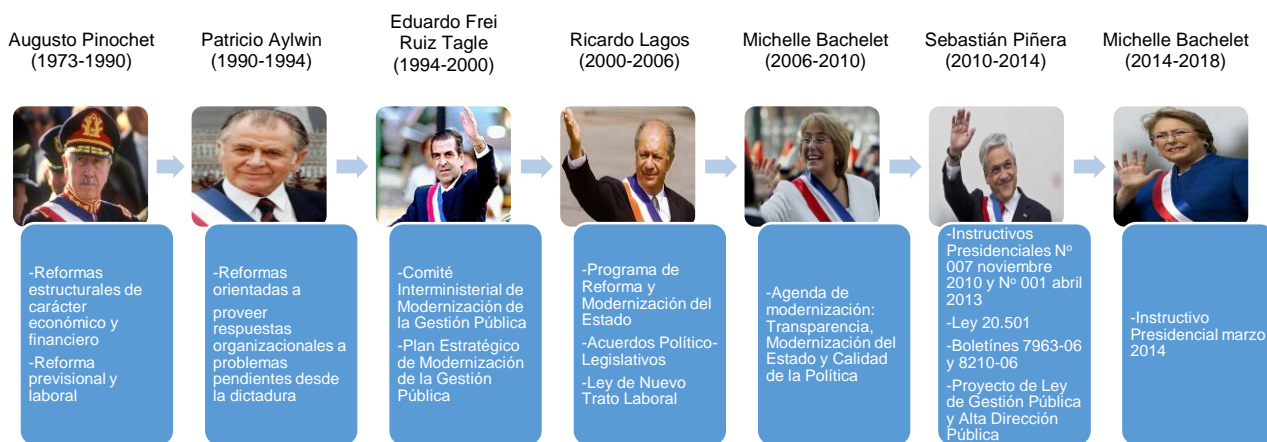 Augusto Pinochet
(1973-1990)
Patricio Aylwin
(1990-1994)
Eduardo Frei
Ruiz Tagle
(1994-2000)
Ricardo Lagos
(2000-2006)
Michelle Bachelet
(2006-2010)
Sebastián Piñera
(2010-2014)
Michelle Bachelet
(2014-2018)
-Reformas
estructurales de
carácter
económico y
financiero
-Reforma
previsional y
laboral
-Reformas
orientadas a
proveer
respuestas
organizacionales a
problemas
pendientes desde
la dictadura
-Comité
Interministerial de
Modernización de
la Gestión Pública
-Plan Estratégico
de Modernización
de la Gestión
Pública
-Programa de
Reforma y
Modernización del
Estado
-Acuerdos Político-
Legislativos
-Ley de Nuevo
Trato Laboral
-Agenda de
modernización:
Transparencia,
Modernización del
Estado y Calidad
de la Política
-Instructivos
Presidenciales Nº
007 noviembre
2010 y Nº 001 abril
2013
-Ley 20.501
-Boletínes 7963-06
y 8210-06
-Proyecto de Ley
de Gestión Pública
y Alta Dirección
Pública
-Instructivo
Presidencial marzo
2014